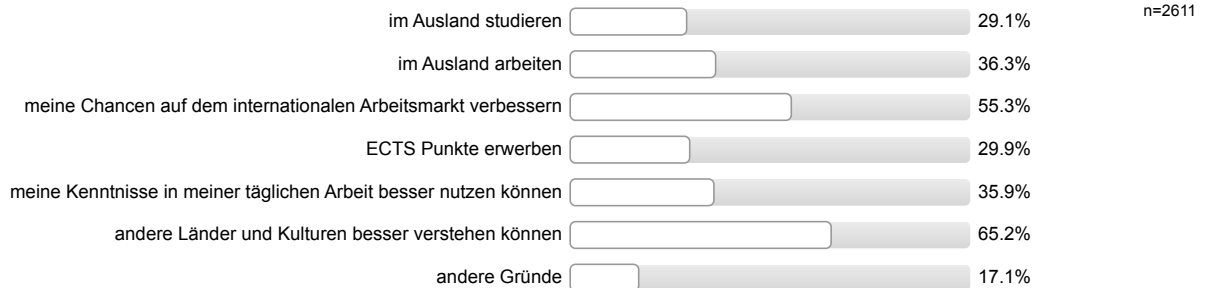 im Ausland studieren 29.1% n=2611
im Ausland arbeiten 36.3%
meine Chancen auf dem internationalen Arbeitsmarkt verbessern 55.3%
ECTS Punkte erwerben 29.9%
meine Kenntnisse in meiner täglichen Arbeit besser nutzen können 35.9%
andere Länder und Kulturen besser verstehen können 65.2%
andere Gründe 17.1%